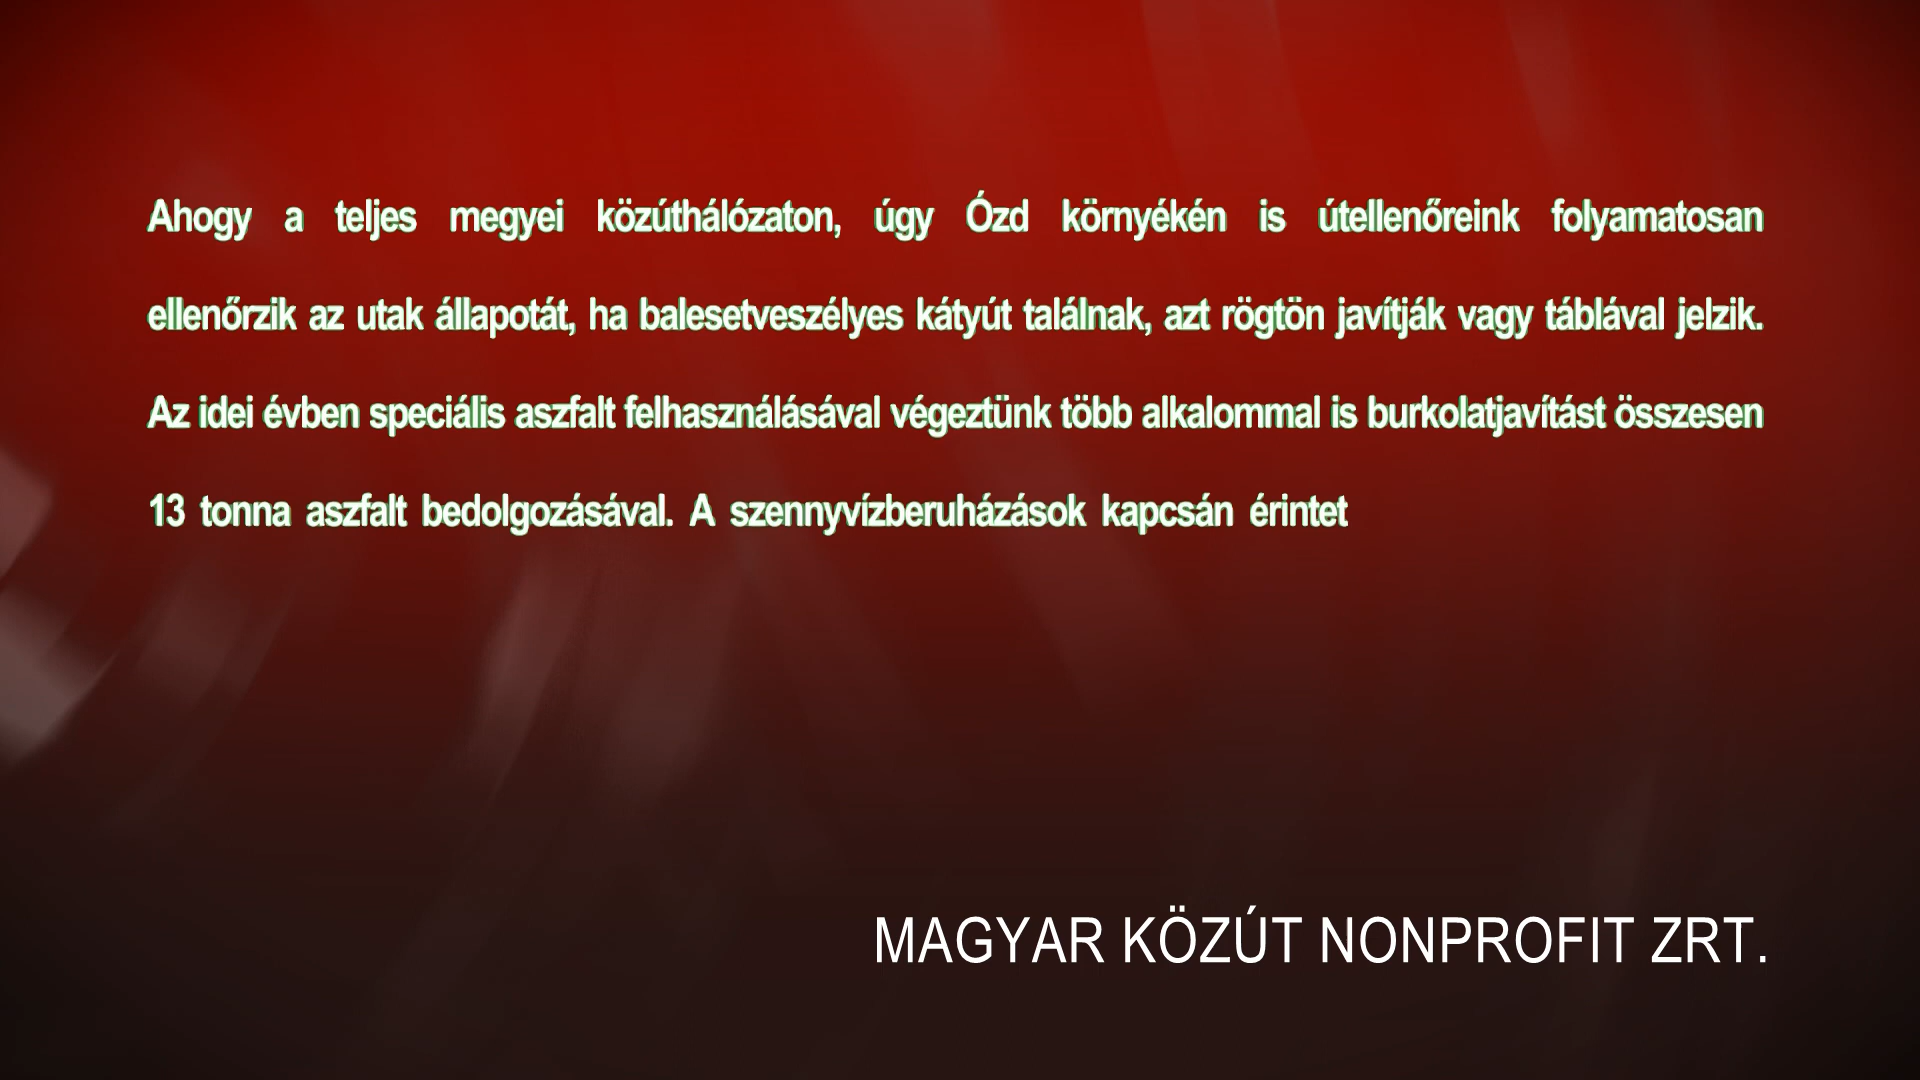 Ahogy a teljes megyei közúthálózaton, úgy Ózd környékén is útellenőreink folyamatosan
ellenőrzik az utak állapotát, ha balesetveszélyes kátyút találnak, azt rögtön javítják vagy táblával jelzik.
Az idei évben speciális aszfalt felhasználásával végeztünk több alkalommal is burkolatjavítást összesen
13 tonna aszfalt bedolgozásával. A szennyvízberuházások kapcsán érintet
MAGYAR KÖZÚT NONPROFIT ZRT.